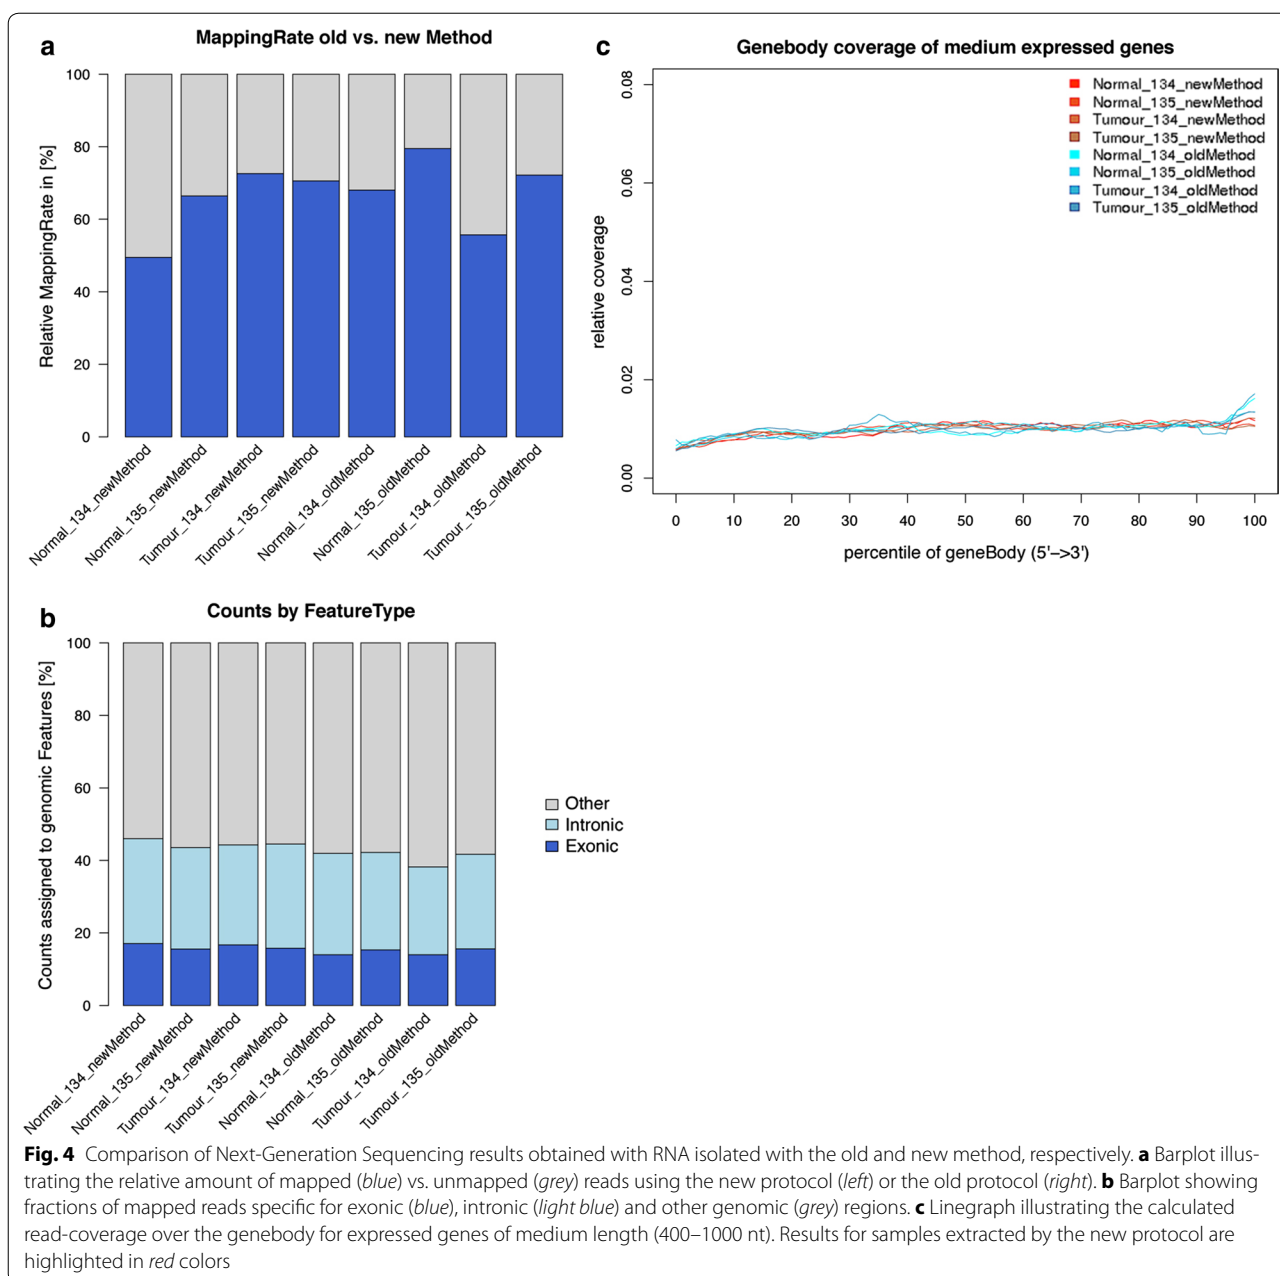 a
MappingRate old vs. new Method
Relative MappingRate in [%]
100
80
60
40
20
0
Normal_134_newMethod
Normal_135_newMethod
Tumour_134_newMethod
Tumour_135_newMethod
Normal_134_oldMethod
Normal_135_oldMethod
Tumour_134_oldMethod
Tumour_135_oldMethod
c
Genebody coverage of medium expressed genes
relative coverage
0.08
0.06
0.04
0.02
0.00
Normal_134_newMethod
Normal_135_newMethod
Tumour_134_newMethod
Tumour_135_newMethod
Normal_134_oldMethod
Normal_135_oldMethod
Tumour_134_oldMethod
Tumour_135_oldMethod
0 10 20 30 40 50 60 70 80 90 100
percentile of geneBody (5'–>3')
b
Counts by FeatureType
Counts assigned to genomic Features [%]
100
80
60
40
20
0
Other
Intronic
Exonic
Normal_134_newMethod
Normal_135_newMethod
Tumour_134_newMethod
Tumour_135_newMethod
Normal_134_oldMethod
Normal_135_oldMethod
Tumour_134_oldMethod
Tumour_135_oldMethod
Fig. 4 Comparison of Next-Generation Sequencing results obtained with RNA isolated with the old and new method, respectively. a Barplot illus-
trating the relative amount of mapped (blue) vs. unmapped (grey) reads using the new protocol (left) or the old protocol (right). b Barplot showing
fractions of mapped reads specific for exonic (blue), intronic (light blue) and other genomic (grey) regions. c Linegraph illustrating the calculated
read-coverage over the genebody for expressed genes of medium length (400–1000 nt). Results for samples extracted by the new protocol are
highlighted in red colors